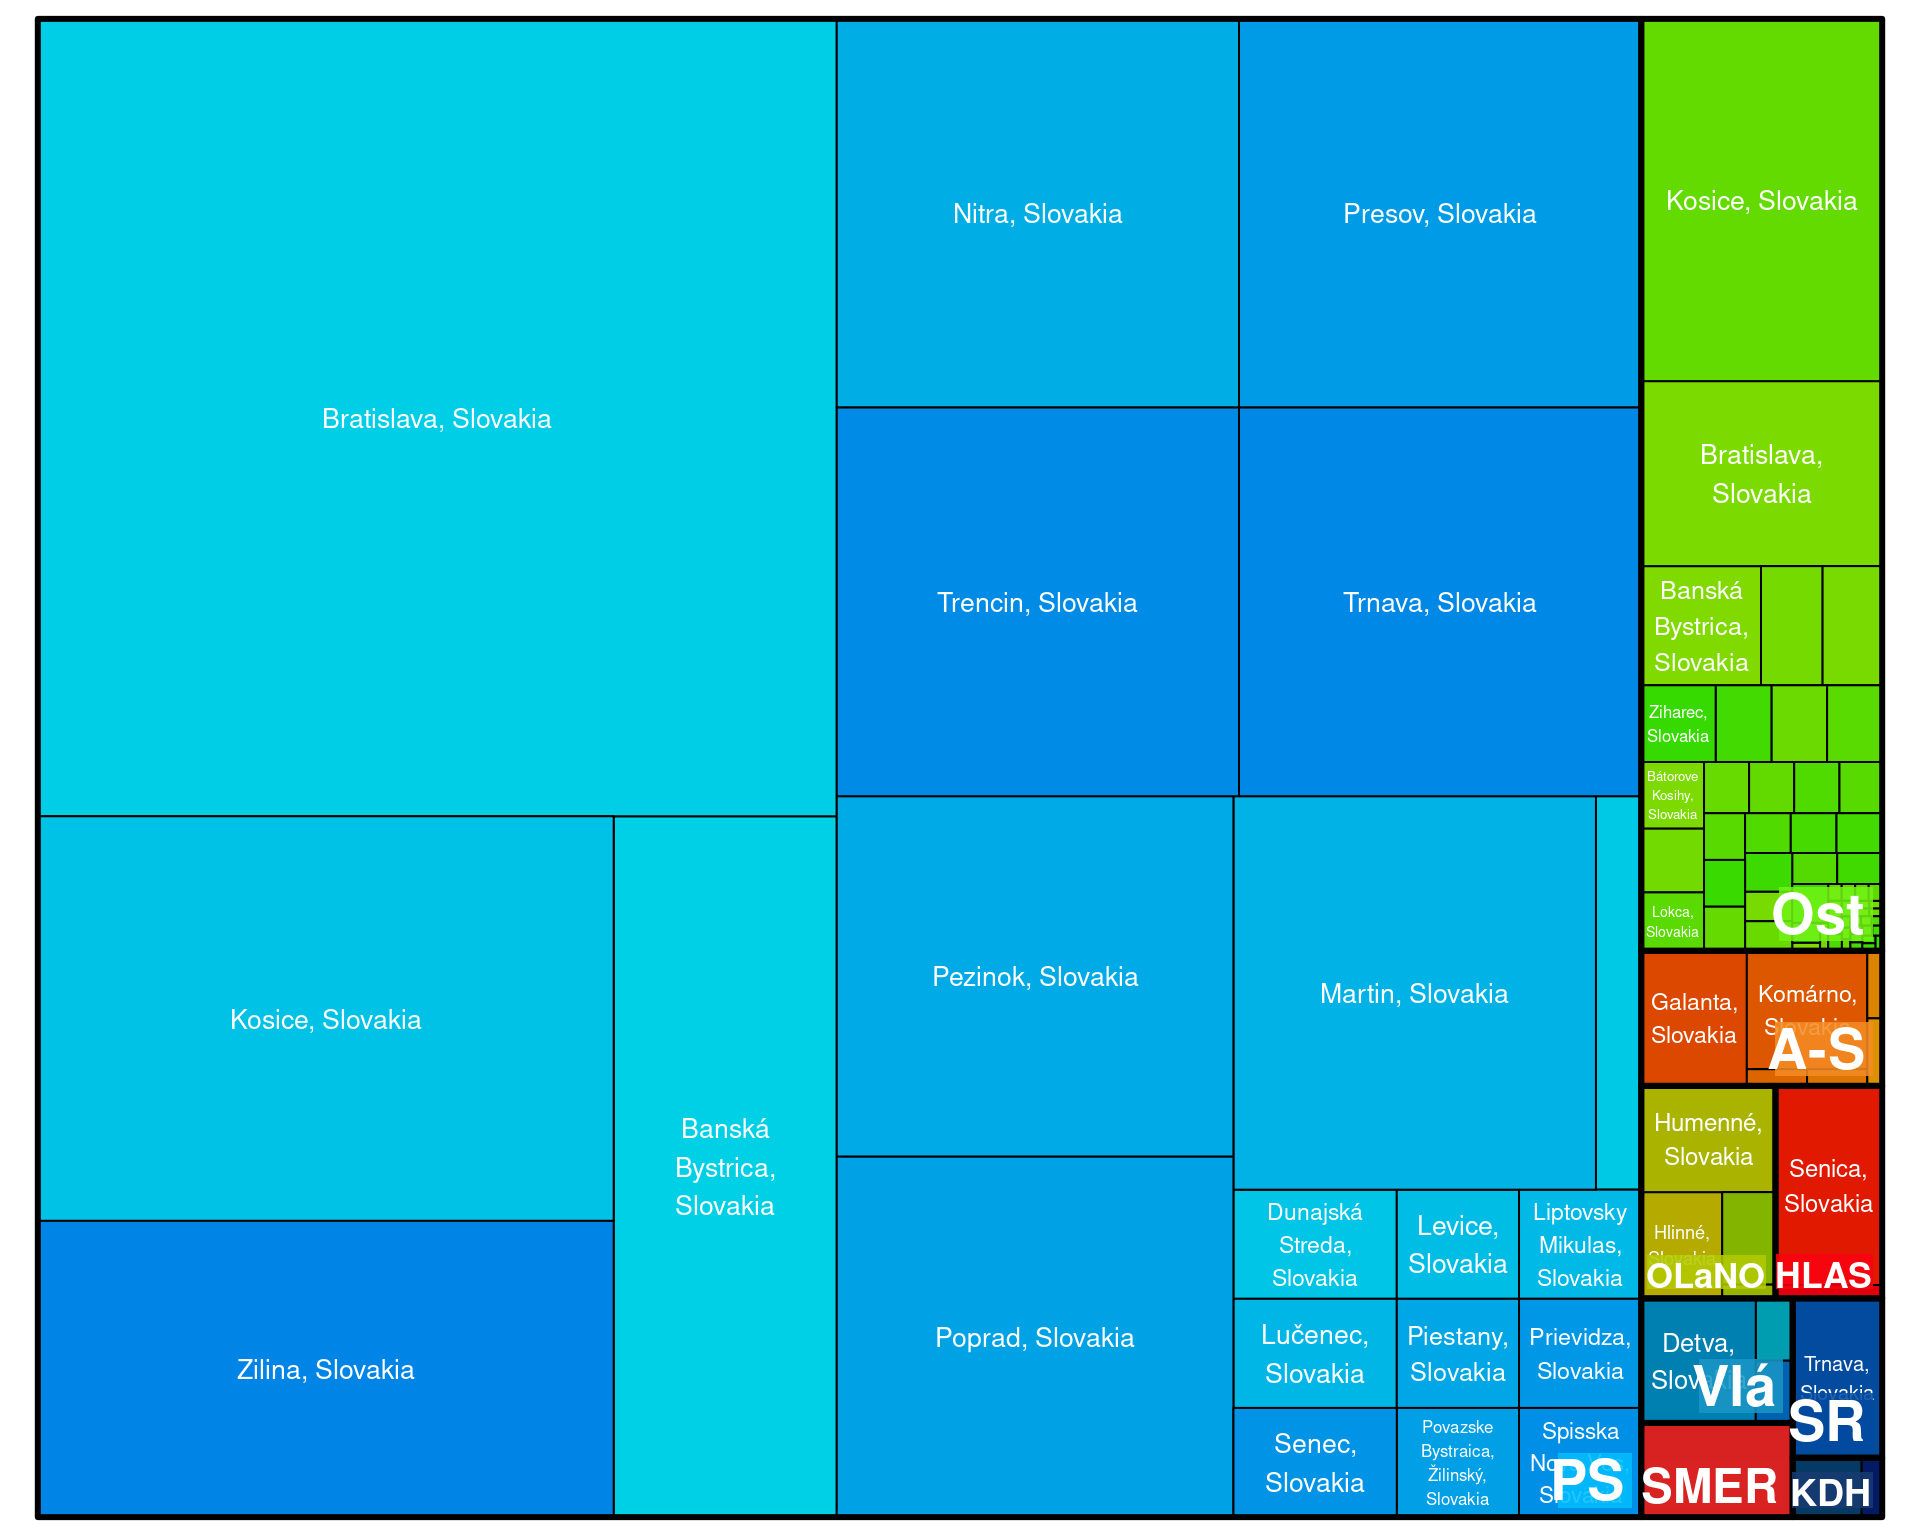 Bratislava, Slovakia
Nitra, Slovakia
Presov, Slovakia
Kosice, Slovakia
Bratislava,
Slovakia
Trencin, Slovakia
Trnava, Slovakia
Banská
Bystrica,
Slovakia
Ziharec,
Slovakia
Bátorove
Kosihy,
Slovakia
Lokca,
Slovakia
Ost
Kosice, Slovakia
Banská
Bystrica,
Slovakia
Zilina, Slovakia
Pezinok, Slovakia
Martin, Slovakia
Poprad, Slovakia
Galanta,
Slovakia
Komárno,
Slovakia
A-S
Dunajská
Streda,
Slovakia
Levice,
Slovakia
Liptovsky
Mikulas,
Slovakia
Lučenec,
Slovakia
Piestany,
Slovakia
Prievidza,
Slovakia
Senec,
Slovakia
Povazske
Bystraica,
Žilinský,
Slovakia
Spisska
PS
Humenné,
Slovakia
Hlinné,
Slovakia
OLaNO
Senica,
Slovakia
HLAS
Detva,
Slovakia
Vlá
Trnava,
Slovakia
SR
SMER
KDH